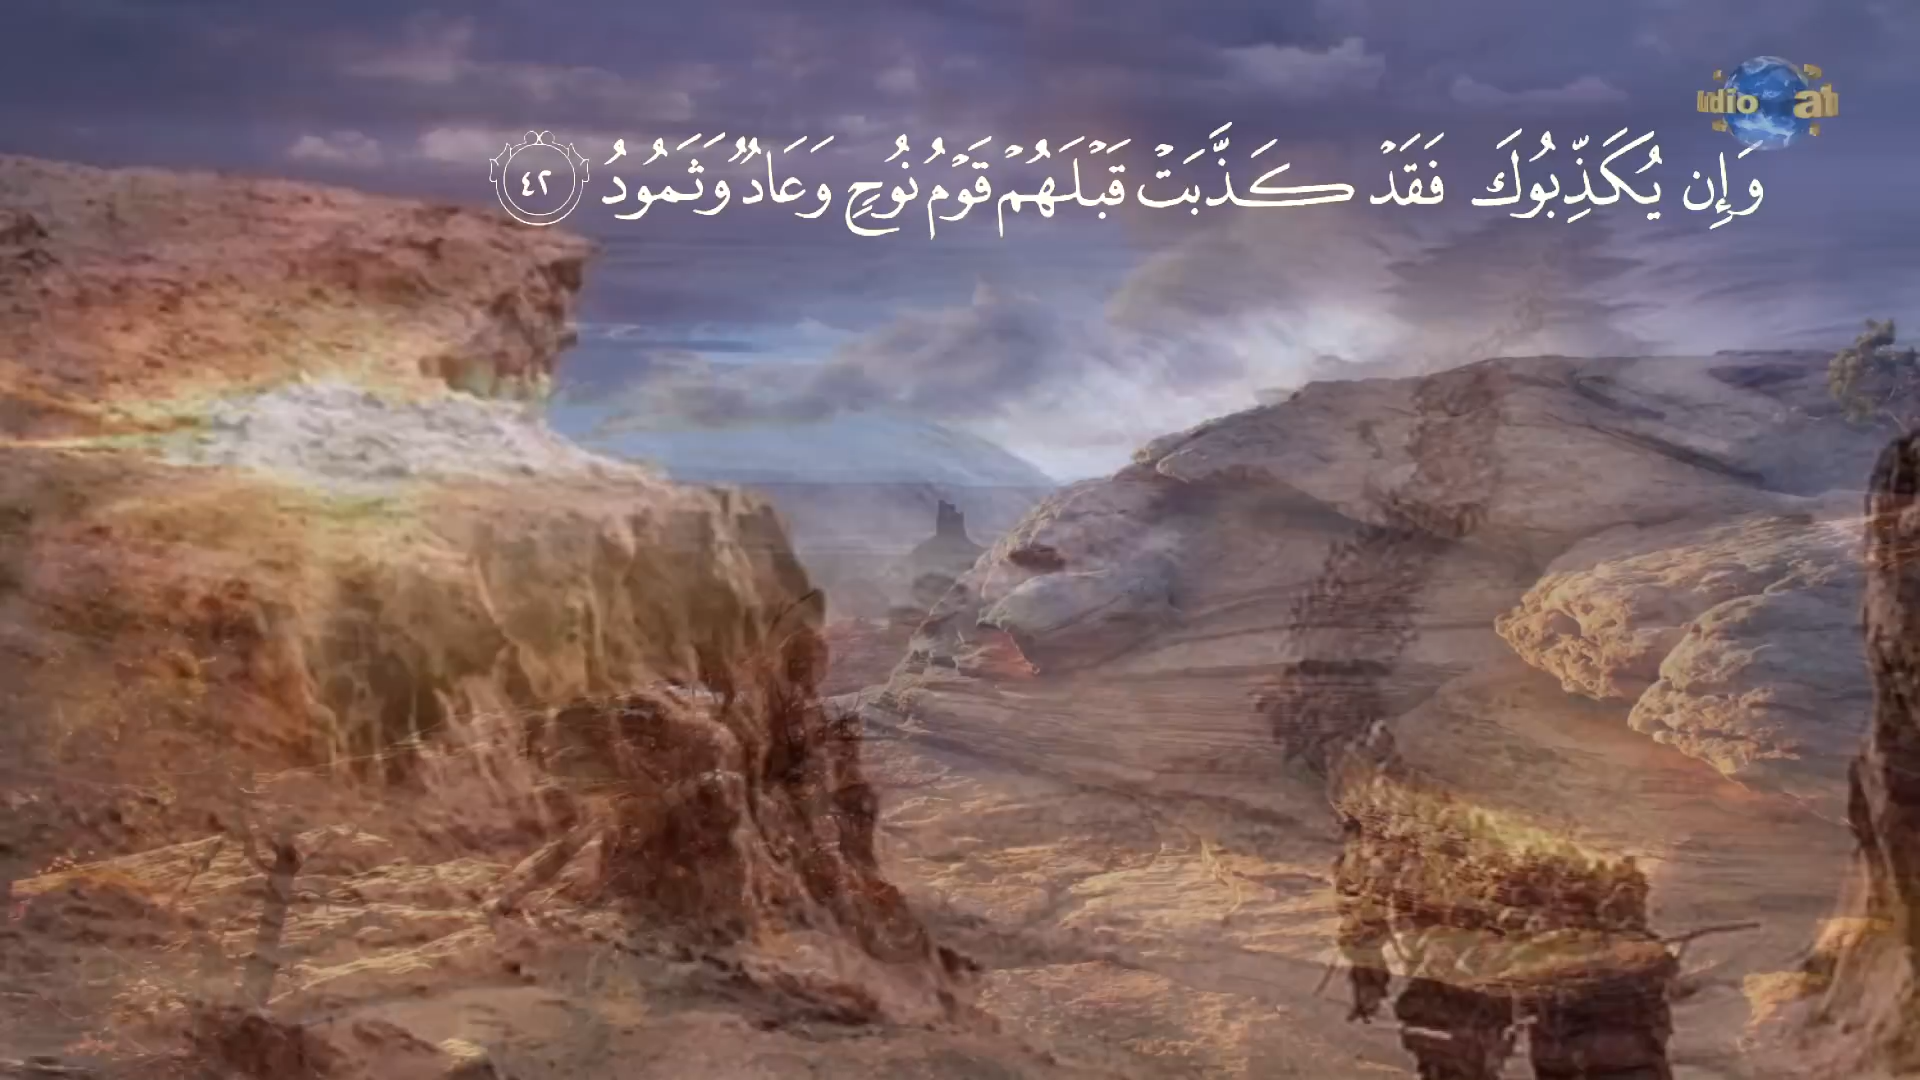 وَإِن يُكَذِّبُوكَ فَقَدْ كَذَّبَتْ قَبْلَهُمْ قَوْمُ نُوحٍ وَعَادٌ وَثَمُودُ ٤٢